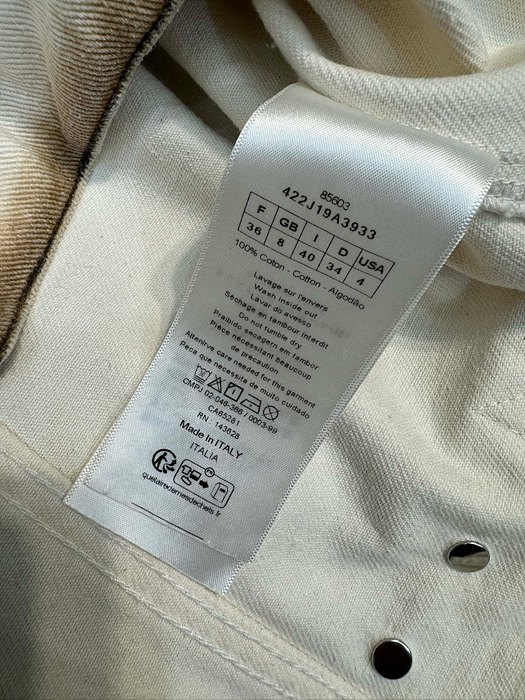 85603
422J19A3933
F GB I D USA
36 8 40 34 4
100% Coton - Cotton - Algodão
Lavage sur l'envers
Wash inside out
Lavar do avesso
Séchage en tambour interdit
Do not tumble dry
Proibido secagem em tambor
Pièce nécessitant beaucoup
de précaution
Attentive care needed for this garment
Peça que necessita de muito cuidado
CMPJ 02-048-366 / 0003-99
CA65281
RN : 143628
Made in ITALY
ITALIA
FR
quefairedemesdechets.fr